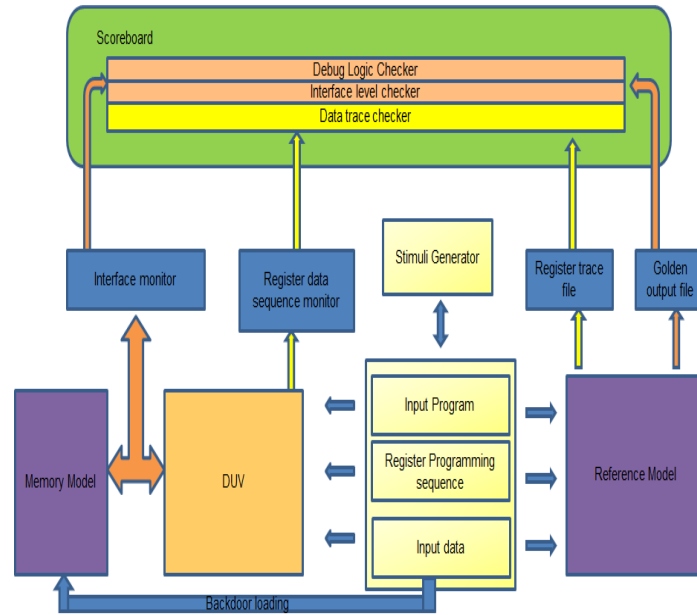 Scoreboard
Debug Logic Checker
Interface level checker
Data trace checker
Interface monitor
Register data
sequence monitor
Stimuli Generator
Register trace
file
Golden
output file
Input Program
Register Programming
sequence
Input data
Memory Model
DUV
Reference Model
Backdoor loading